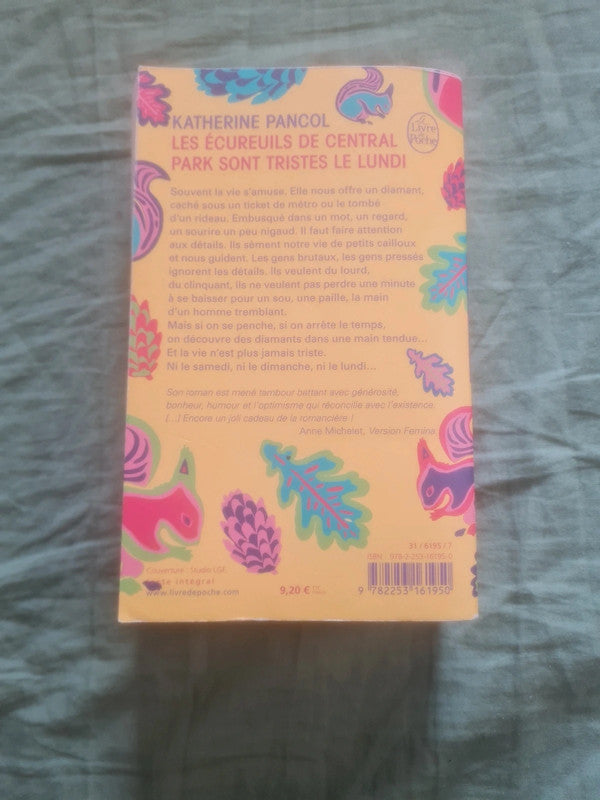 KATHERINE PANCOL
Le
Livre
de
Poche
LES ÉCUREUILS DE CENTRAL
PARK SONT TRISTES LE LUNDI
Souvent la vie s'amuse. Elle nous offre un diamant,
caché sous un ticket de métro ou le tombé
d'un rideau. Embusqué dans un mot, un regard,
un sourire un peu nigaud. Il faut faire attention
aux détails. Ils sèment notre vie de petits cailloux
et nous guident. Les gens brutaux, les gens pressés
ignorent les détails. Ils veulent du lourd,
du clinquant, ils ne veulent pas perdre une minute
à se baisser pour un sou, une paille, la main
d'un homme tremblant.
Mais si on se penche, si on arrête le temps,
on découvre des diamants dans une main tendue...
Et la vie n'est plus jamais triste.
Ni le samedi, ni le dimanche, ni le lundi...
Son roman est mené tambour battant avec générosité,
bonheur, humour et l'optimisme qui réconcilie avec l'existence.
[...] Encore un joli cadeau de la romancière !
Anne Michelet, Version Femina.
31 / 6195 / 7
ISBN : 978-2-253-16195-0
Couverture : Studio LGF.
te intégral
www.livredepoche.com
9,20 €
9 782253 161950